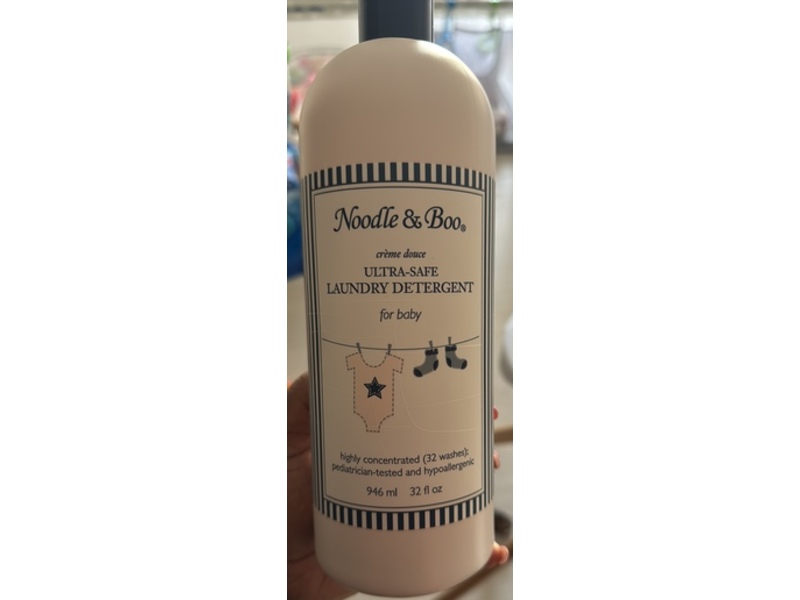 Noodle & Boo®
crème douce
ULTRA-SAFE
LAUNDRY DETERGENT
for baby
highly concentrated (32 washes);
pediatrician-tested and hypoallergenic
946 ml 32 fl oz